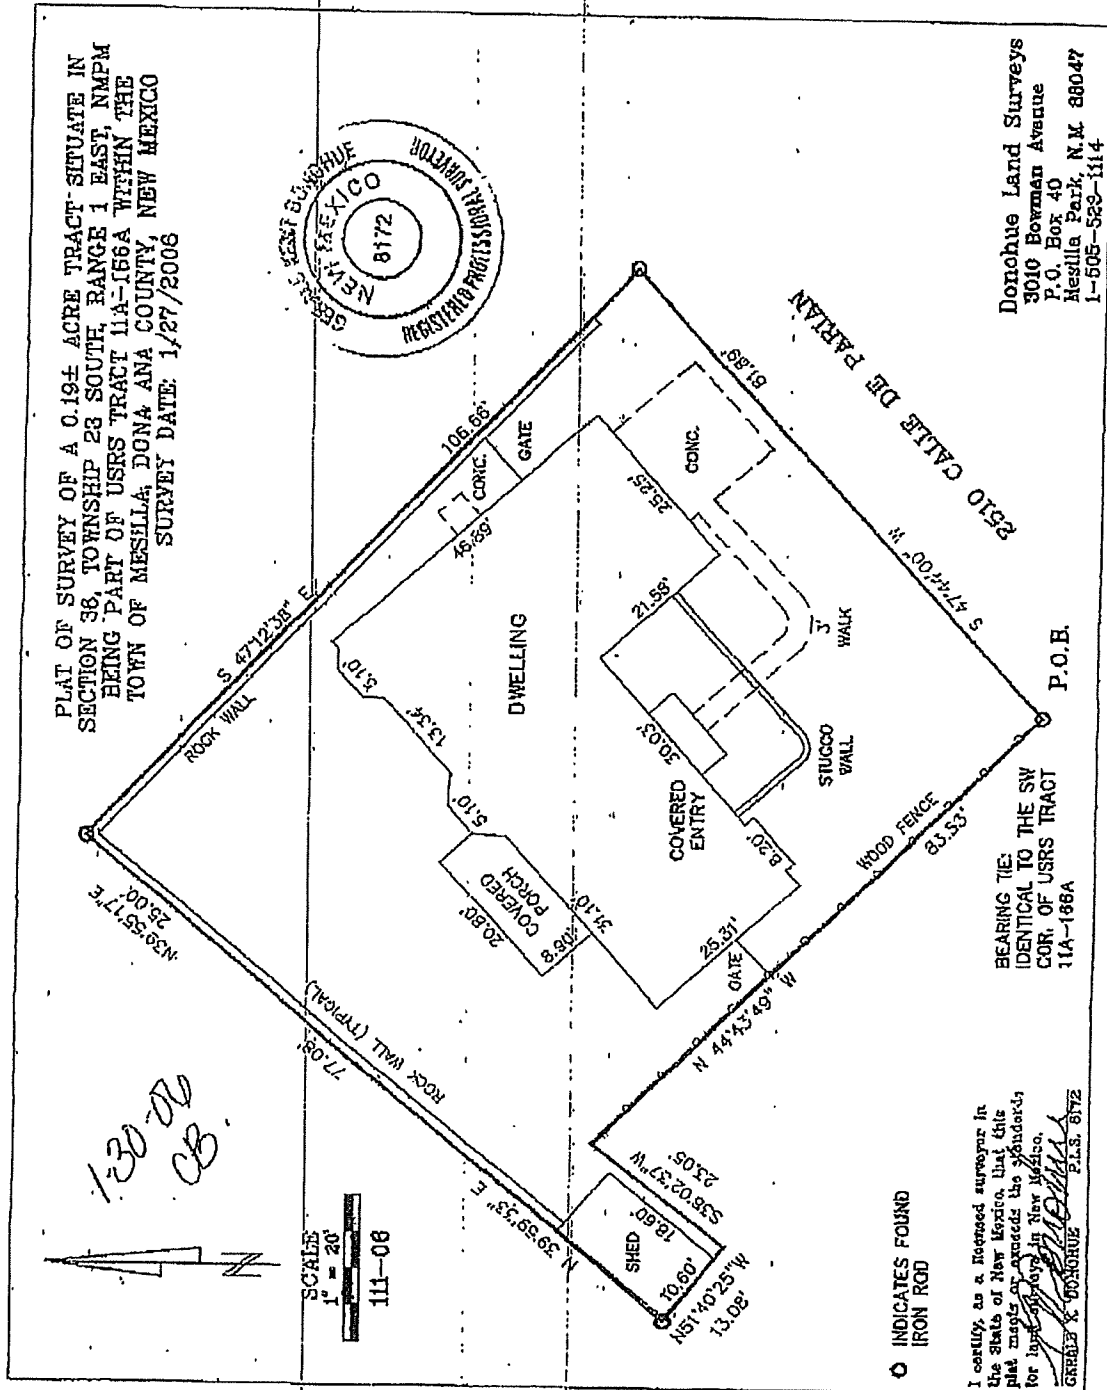 PLAT OF SURVEY OF A 0.19± ACRE TRACT SITUATE IN
SECTION 36, TOWNSHIP 23 SOUTH, RANGE 1 EAST, NMPM
BEING PART OF USRS TRACT 11A-166A WITHIN THE
TOWN OF MESILLA, DONA ANA COUNTY, NEW MEXICO
SURVEY DATE: 1/27/2006
1-30-06
CB.
SCALE
1" = 20'
111-06
NEW MEXICO
8172
REGISTERED PROFESSIONAL SURVEYOR
N39°55'17"E
25.00'
S 47°12'38" E
106.66'
ROCK WALL
77.08'
ROCK WALL (TYPICAL)
N 39°59'33" E
CONC.
GATE
46.89'
5.10'
13.34'
5.10'
DWELLING
COVERED
PORCH
20.80'
8.90'
31.10'
25.25'
CONC.
21.58'
30.03'
COVERED
ENTRY
3'
WALK
STUCCO
WALL
8.20'
25.31'
GATE
WOOD FENCE
83.53'
N 44°43'49" W
81.89'
S 47°44'00" W
2510 CALLE DE PARIAN
P.O.B.
SHED
18.60'
10.60'
S36°02'37"W
23.05'
N51°40'25"W
13.08'
BEARING TIE:
IDENTICAL TO THE SW
COR. OF USRS TRACT
11A-166A
INDICATES FOUND
IRON ROD
I certify, as a licensed surveyor in
the State of New Mexico, that this
plat meets or exceeds the standards
for land surveys in New Mexico.
GERALD K. DONOHUE P.L.S. 8172
Donohue Land Surveys
3010 Bowman Avenue
P.O. Box 40
Mesilla Park, N.M. 88047
1-505-523-1114